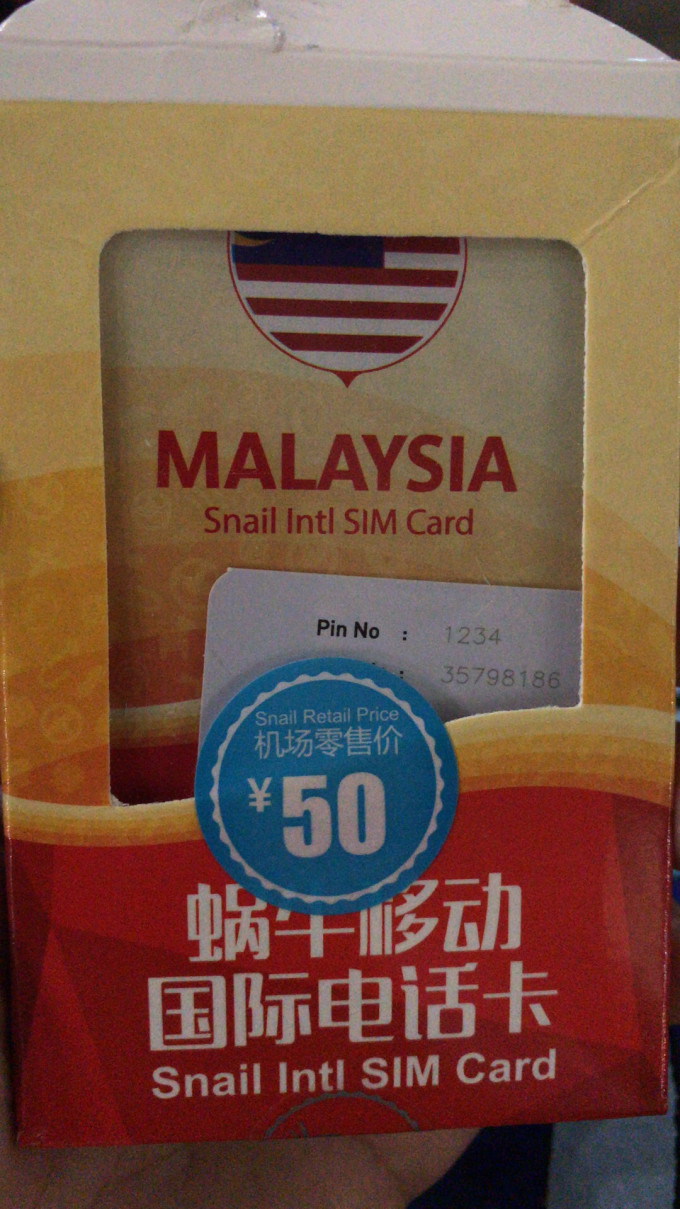 MALAYSIA
Snail Intl SIM Card
Pin No : 1234
: 35798186
Snail Retail Price
机场零售价
¥50
蜗牛移动
国际电话卡
Snail Intl SIM Card